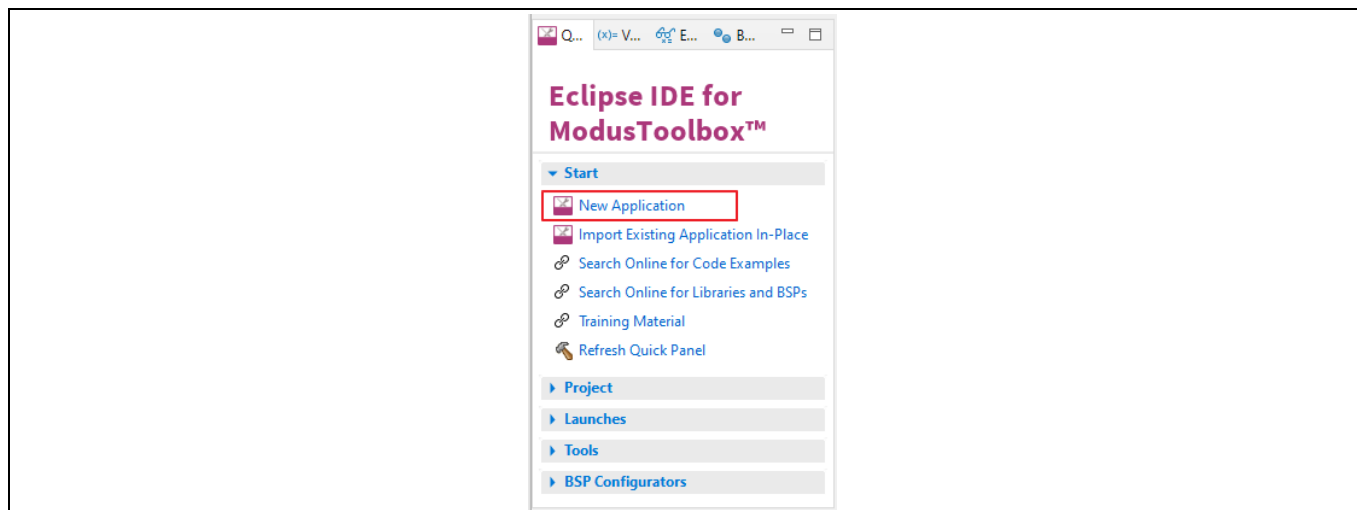 Q... (x)= V... E... B...
Eclipse IDE for
ModusToolbox™
Start
New Application
Import Existing Application In-Place
Search Online for Code Examples
Search Online for Libraries and BSPs
Training Material
Refresh Quick Panel
Project
Launches
Tools
BSP Configurators